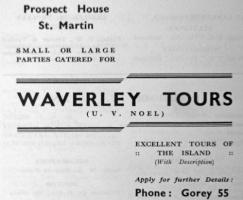 Prospect House
St. Martin
SMALL OR LARGE
PARTIES CATERED FOR
WAVERLEY TOURS
(U. V. NOEL)
EXCELLENT TOURS OF
:: THE ISLAND ::
(With Description)
Apply for further Details:
Phone: Gorey 55